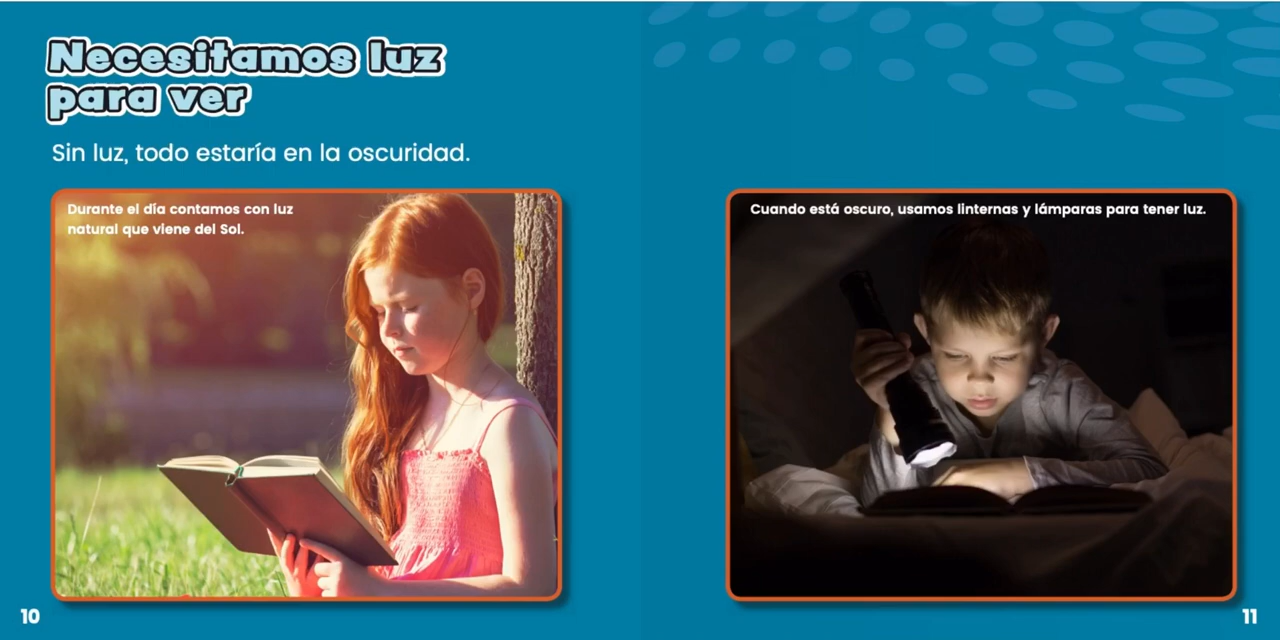 Necesitamos luz
para ver
Sin luz, todo estaría en la oscuridad.
Durante el día contamos con luz
natural que viene del Sol.
Cuando está oscuro, usamos linternas y lámparas para tener luz.
10
11